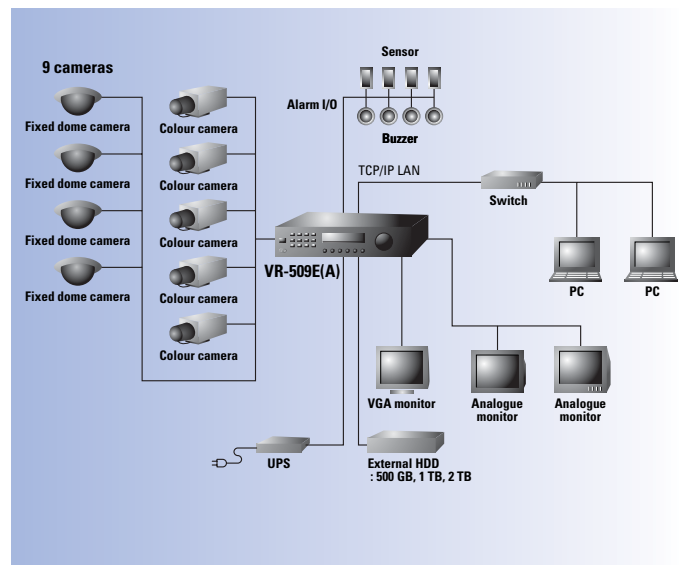 9 cameras
Fixed dome camera
Fixed dome camera
Fixed dome camera
Fixed dome camera
Colour camera
Colour camera
Colour camera
Colour camera
Colour camera
Sensor
Alarm I/O
Buzzer
TCP/IP LAN
Switch
PC
PC
VR-509E(A)
VGA monitor
Analogue
monitor
Analogue
monitor
UPS
External HDD
: 500 GB, 1 TB, 2 TB